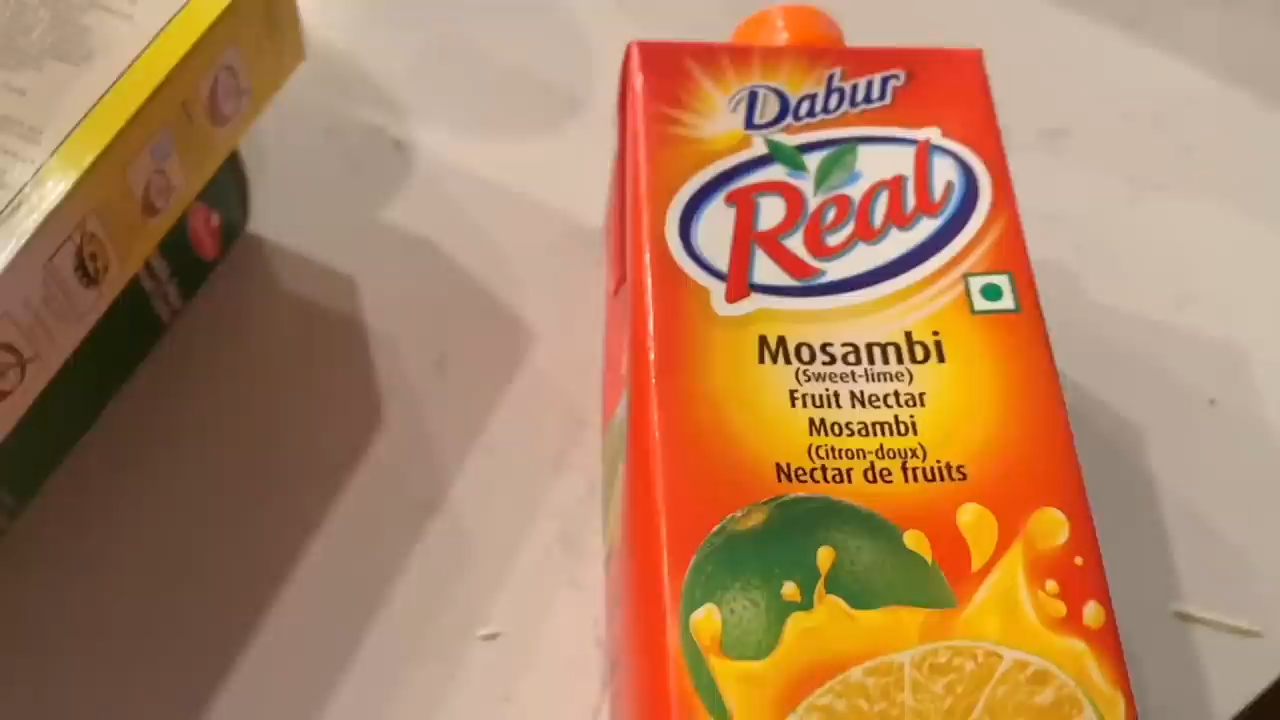 Dabur
Real
Mosambi
(Sweet-lime)
Fruit Nectar
Mosambi
(Citron-doux)
Nectar de fruits